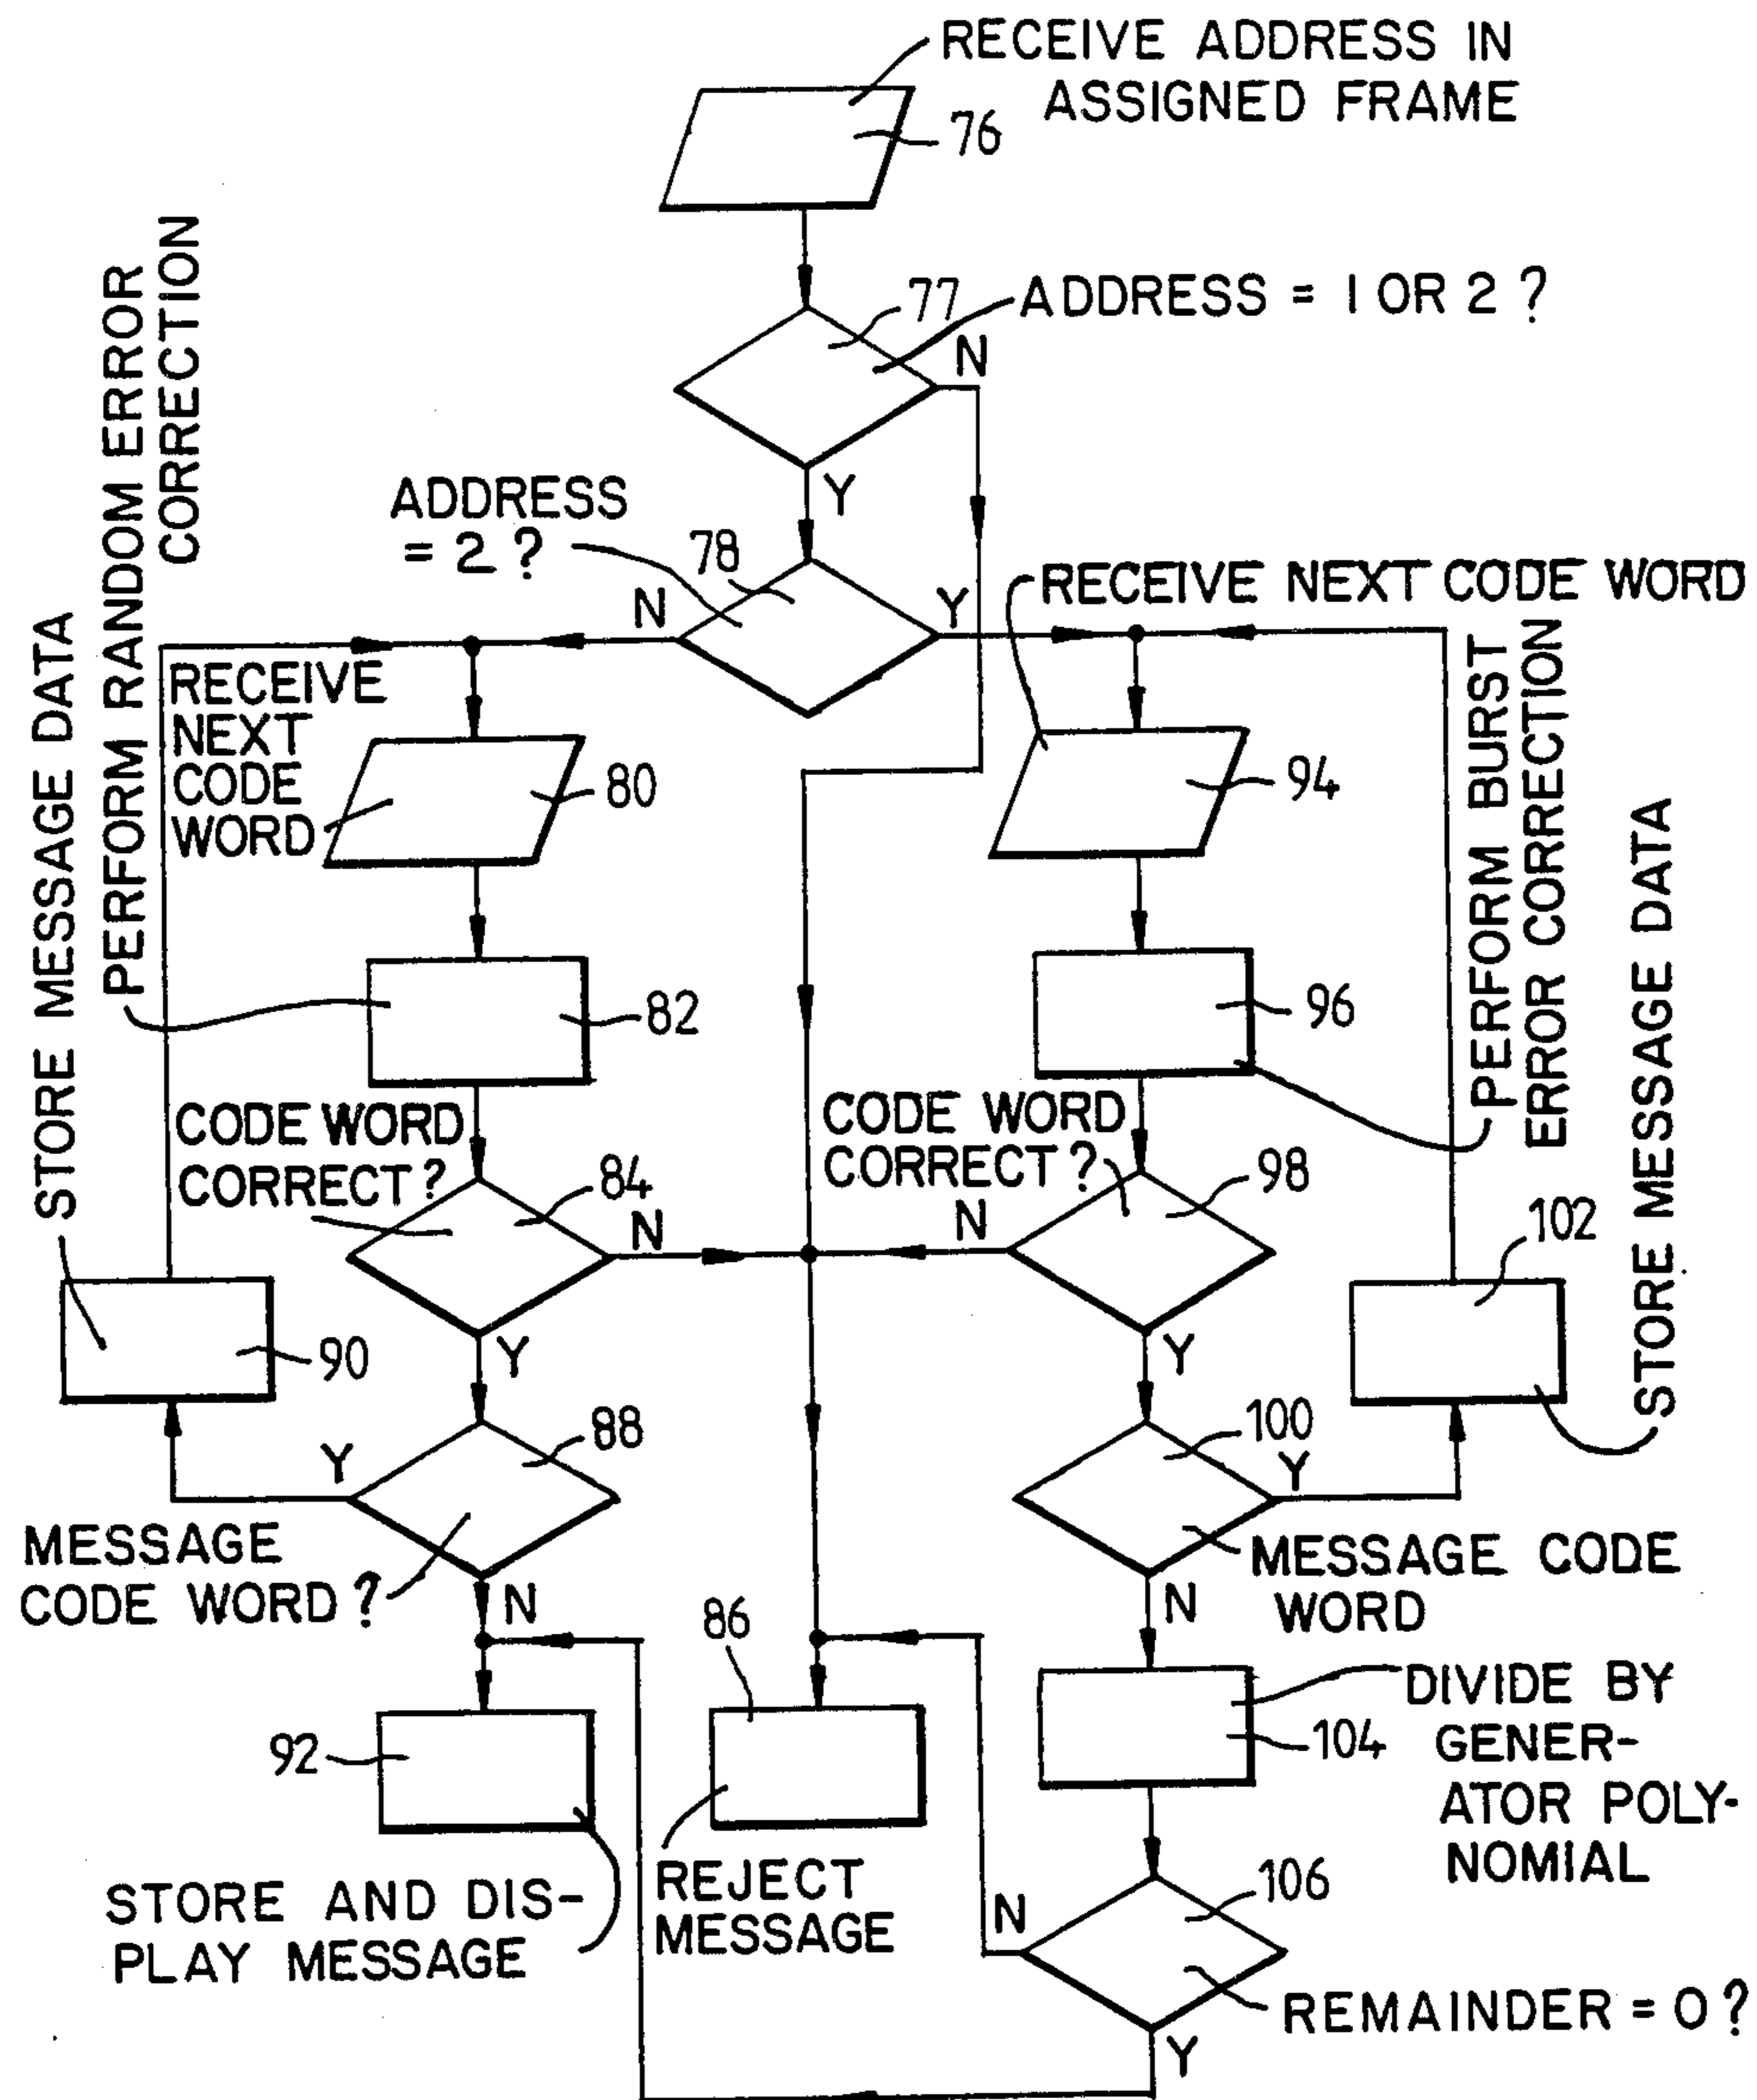 RECEIVE ADDRESS IN
ASSIGNED FRAME
76
77
ADDRESS = 1 OR 2 ?
N
Y
ADDRESS
= 2 ?
78
N
Y
RECEIVE NEXT CODE WORD
RECEIVE
NEXT
CODE
WORD
80
94
STORE MESSAGE DATA
PERFORM RANDOM ERROR
CORRECTION
PERFORM BURST
ERROR CORRECTION
STORE MESSAGE DATA
82
96
CODE WORD
CORRECT ?
84
N
CODE WORD
CORRECT ?
98
N
102
90
Y
Y
88
Y
100
Y
MESSAGE
CODE WORD ?
N
MESSAGE CODE
WORD
N
86
92
104
DIVIDE BY
GENER-
ATOR POLY-
NOMIAL
STORE AND DIS-
PLAY MESSAGE
REJECT
MESSAGE
106
N
REMAINDER = 0 ?
Y